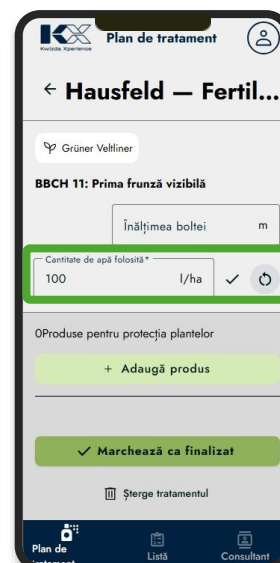 KX
Kwizda Xperience
Plan de tratament
← Hausfeld — Fertil...
Grüner Veltliner
BBCH 11: Prima frunză vizibilă
Înălțimea boltei m
Cantitate de apă folosită*
100 l/ha
0Produse pentru protecția plantelor
+ Adaugă produs
Marchează ca finalizat
Șterge tratamentul
Plan de
tratament
Listă
Consultant